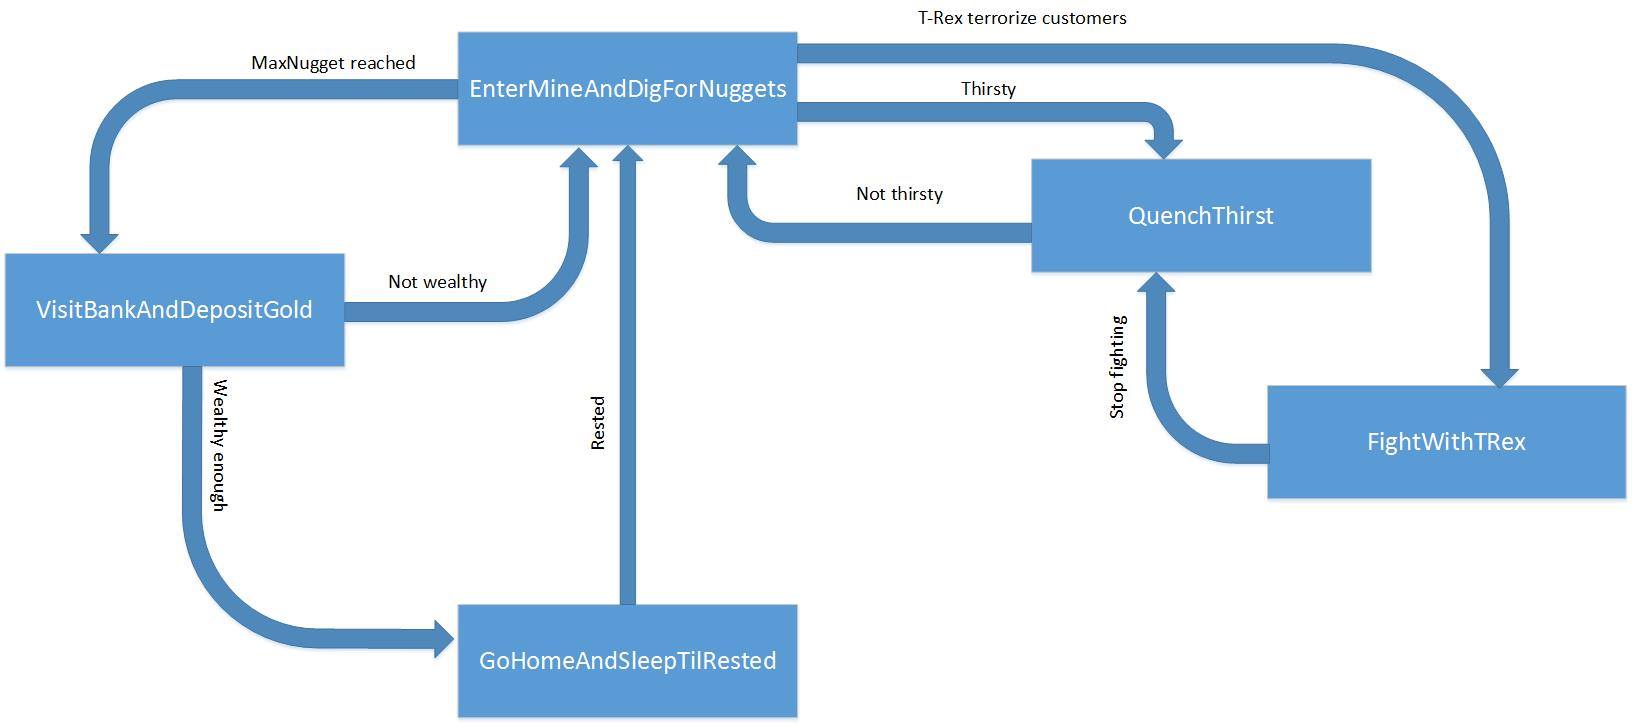 T-Rex terrorize customers
MaxNugget reached
EnterMineAndDigForNuggets
Thirsty
Not thirsty
QuenchThirst
Not wealthy
VisitBankAndDepositGold
Stop fighting
Wealthy enough
Rested
FightWithTRex
GoHomeAndSleepTilRested